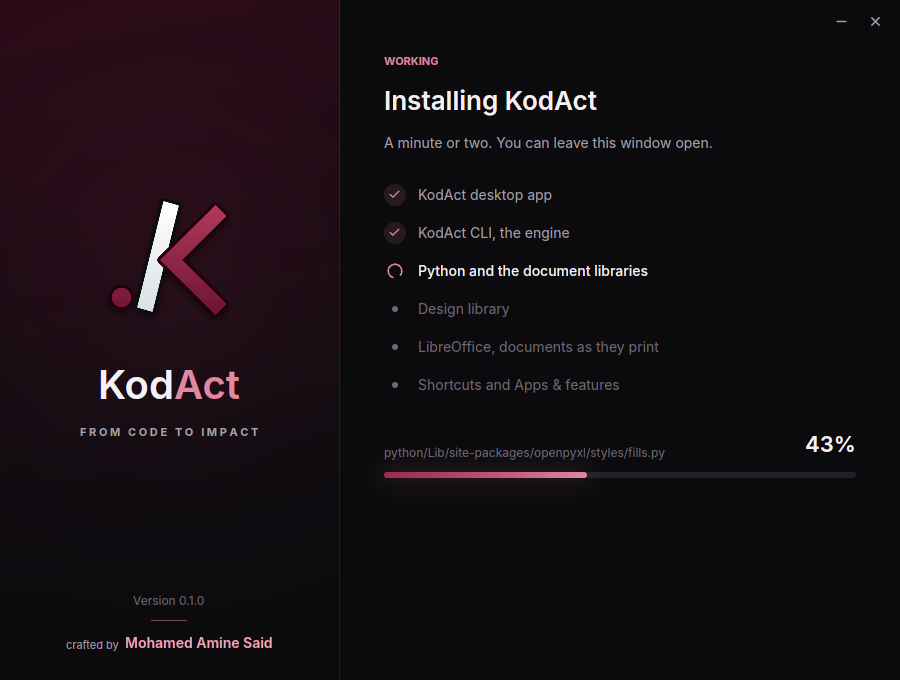 KodAct
FROM CODE TO IMPACT
Version 0.1.0
crafted by Mohamed Amine Said
WORKING
Installing KodAct
A minute or two. You can leave this window open.
KodAct desktop app
KodAct CLI, the engine
Python and the document libraries
Design library
LibreOffice, documents as they print
Shortcuts and Apps & features
python/Lib/site-packages/openpyxl/styles/fills.py
43%